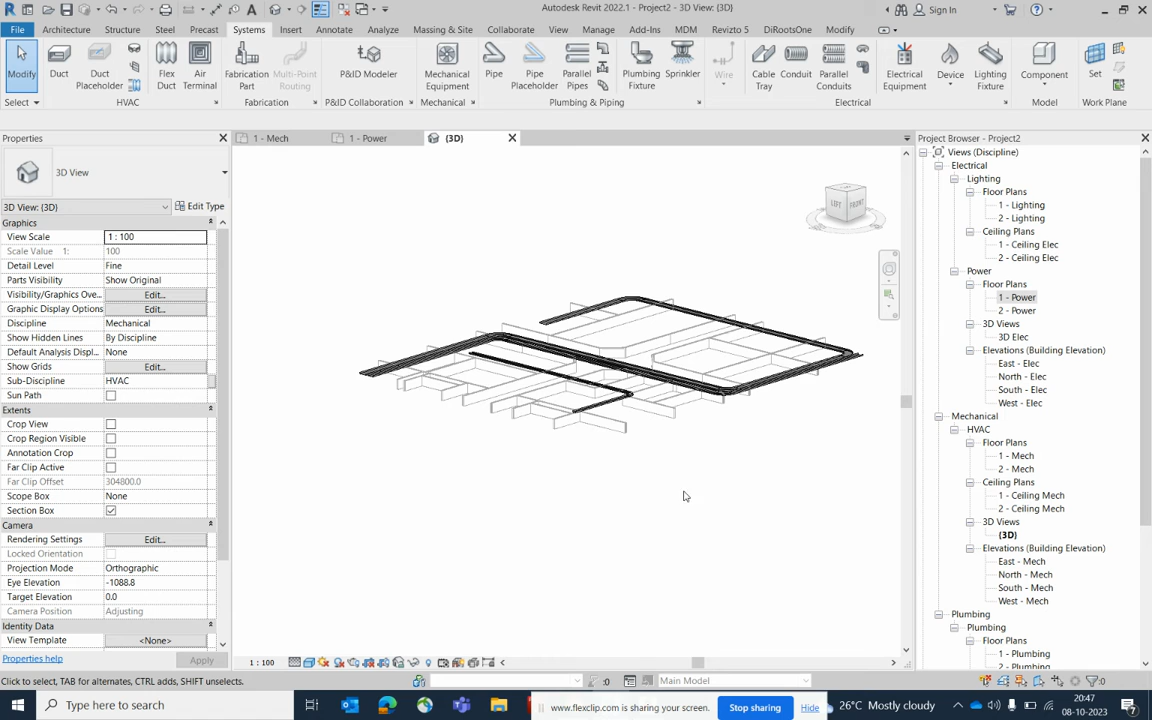 Autodesk Revit 2022.1 - Project2 - 3D View: {3D}
Sign In
File Architecture Structure Steel Precast Systems Insert Annotate Analyze Massing & Site Collaborate View Manage Add-Ins MDM Revizto 5 DiRootsOne Modify
Modify Duct Duct Placeholder Flex Duct Air Terminal Fabrication Part Multi-Point Routing P&ID Modeler Mechanical Equipment Pipe Pipe Placeholder Parallel Pipes Plumbing Fixture Sprinkler Wire Cable Tray Conduit Parallel Conduits Electrical Equipment Device Lighting Fixture Component Set
Select HVAC Fabrication P&ID Collaboration Mechanical Plumbing & Piping Electrical Model Work Plane
Properties
1 - Mech 1 - Power {3D}
Project Browser - Project2
3D View
3D View: {3D} Edit Type
Graphics
View Scale 1 : 100
Scale Value 1: 100
Detail Level Fine
Parts Visibility Show Original
Visibility/Graphics Ove... Edit...
Graphic Display Options Edit...
Discipline Mechanical
Show Hidden Lines By Discipline
Default Analysis Displ... None
Show Grids Edit...
Sub-Discipline HVAC
Sun Path
Extents
Crop View
Crop Region Visible
Annotation Crop
Far Clip Active
Far Clip Offset 304800.0
Scope Box None
Section Box
Camera
Rendering Settings Edit...
Locked Orientation
Projection Mode Orthographic
Eye Elevation -1088.8
Target Elevation 0.0
Camera Position Adjusting
Identity Data
View Template <None>
Properties help Apply
LEFT FRONT
Views (Discipline)
Electrical
Lighting
Floor Plans
1 - Lighting
2 - Lighting
Ceiling Plans
1 - Ceiling Elec
2 - Ceiling Elec
Power
Floor Plans
1 - Power
2 - Power
3D Views
3D Elec
Elevations (Building Elevation)
East - Elec
North - Elec
South - Elec
West - Elec
Mechanical
HVAC
Floor Plans
1 - Mech
2 - Mech
Ceiling Plans
1 - Ceiling Mech
2 - Ceiling Mech
3D Views
{3D}
Elevations (Building Elevation)
East - Mech
North - Mech
South - Mech
West - Mech
Plumbing
Plumbing
Floor Plans
1 - Plumbing
2 - Plumbing
1 : 100
Click to select, TAB for alternates, CTRL adds, SHIFT unselects.
:0 Main Model :0
Type here to search
www.flexclip.com is sharing your screen. Stop sharing Hide
26°C Mostly cloudy
20:47
08-10-2023
7